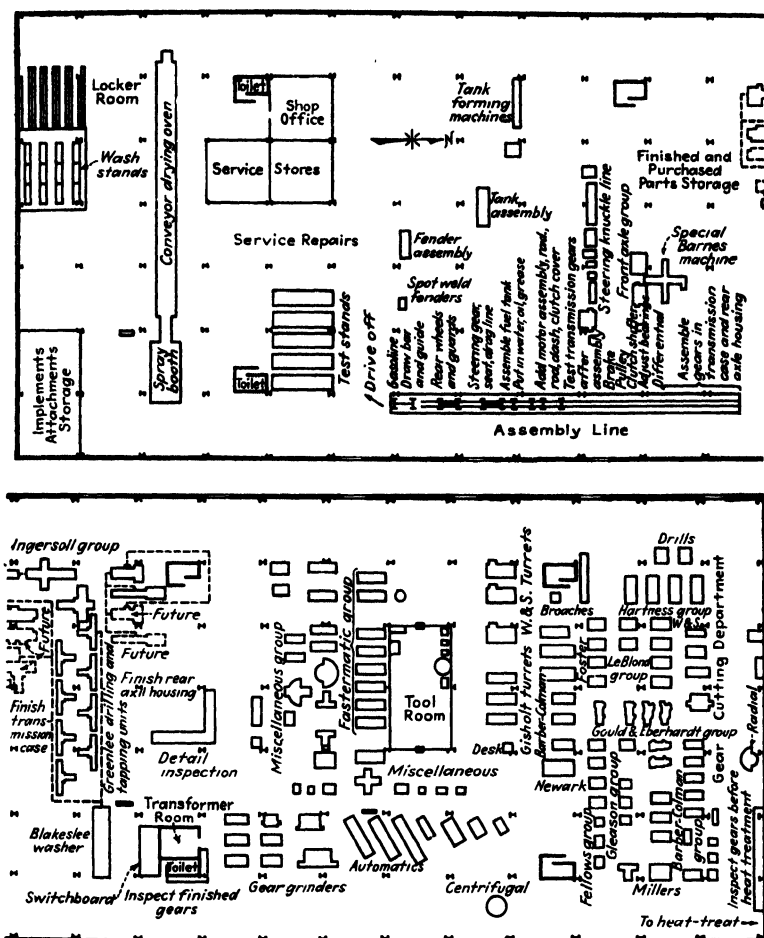 Locker
Room
Wash
stands
Conveyor drying oven
Toilet
Shop
Office
Service
Stores
N
Tank
forming
machines
Finished and
Purchased
Parts Storage
Tank
assembly
Service Repairs
Fender
assembly
Spot weld
fenders
Special
Barnes
machine
Steering knuckle line
Front axle group
Implements
Attachments
Storage
Spray
booth
Toilet
Test stands
Drive off
Gasoline
Draw bar
and guide
Rear wheels
and guards
Steering gear,
seat, drag line
Assemble fuel tank
Put in water, oil, grease
Add motor assembly, rad,
rod, dash, clutch cover
Test transmission gears
after
assembly
Brake
Pulley
Clutch shifters
Adjust bearings
Differented
Assemble
gears in
transmission
case and rear
axle housing
Assembly Line
Ingersoll group
Future
Future
Future
Finish
trans-
mission
case
Greenlee drilling and
tapping units
Finish rear
axll housing
Detail
inspection
Miscellaneous group
Fastermatic group
Tool
Room
Miscellaneous
Desk
Gisholt turrets
W.& S. Turrets
Barber-Colman
Broaches
Foster
Newark
Drills
Hartness group
W.& S.
LeBlond
group
Gould & Eberhardt group
Gear Cutting Department
Radial
Blakeslee
washer
Transformer
Room
Toilet
Switchboard
Inspect finished
gears
Gear grinders
Automatics
Centrifugal
Fellows group
Gleason group
Barber-Colman
group
Millers
Inspect gears before
heat treatment
To heat-treat